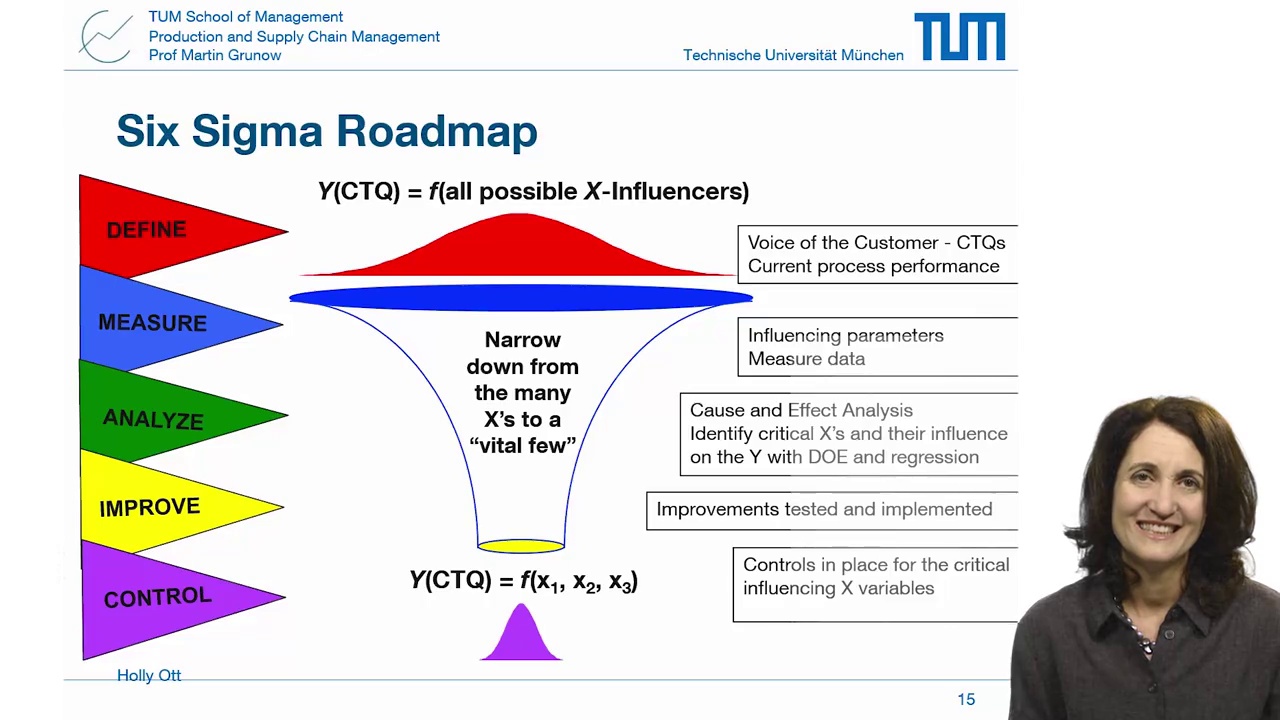 TUM School of Management
Production and Supply Chain Management
Prof Martin Grunow
Technische Universität München
TUM
Six Sigma Roadmap
Y(CTQ) = f(all possible X-Influencers)
DEFINE
Voice of the Customer - CTQs
Current process performance
MEASURE
Influencing parameters
Measure data
Narrow
down from
the many
X's to a
“vital few”
ANALYZE
Cause and Effect Analysis
Identify critical X's and their influence
on the Y with DOE and regression
IMPROVE
Improvements tested and implemented
CONTROL
Controls in place for the critical
influencing X variables
Y(CTQ) = f(x₁, x₂, x₃)
Holly Ott
15